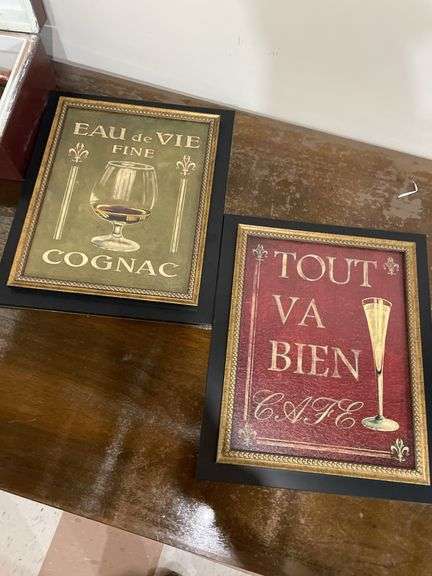 EAU de VIE
FINE
COGNAC
TOUT
VA
BIEN
CAFE